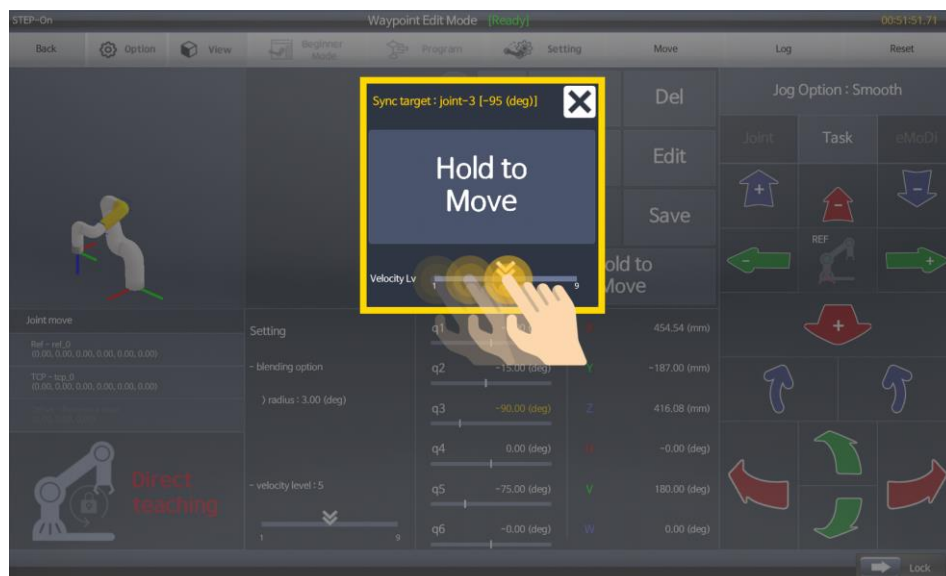 STEP-On
Waypoint Edit Mode [Ready]
00:51:51.71
Back
Option
View
Beginner
Mode
Program
Setting
Move
Log
Reset
Sync target : joint-3 [-95 (deg)]
Hold to
Move
Velocity Lv
1
9
Del
Edit
Save
Move
Jog Option : Smooth
Joint
Task
eMoDi
+
-
-
-
REF
+
+
Joint move
Ref - ref_0
(0.00, 0.00, 0.00, 0.00, 0.00, 0.00)
TCP - tcp_0
(0.00, 0.00, 0.00, 0.00, 0.00, 0.00)
Direct
teaching
Setting
- blending option
) radius : 3.00 (deg)
- velocity level : 5
1
9
q1
454.54 (mm)
q2
-15.00 (deg)
Y
-187.00 (mm)
q3
-90.00 (deg)
Z
416.08 (mm)
q4
0.00 (deg)
-0.00 (deg)
q5
-75.00 (deg)
V
180.00 (deg)
q6
-0.00 (deg)
W
0.00 (deg)
Lock